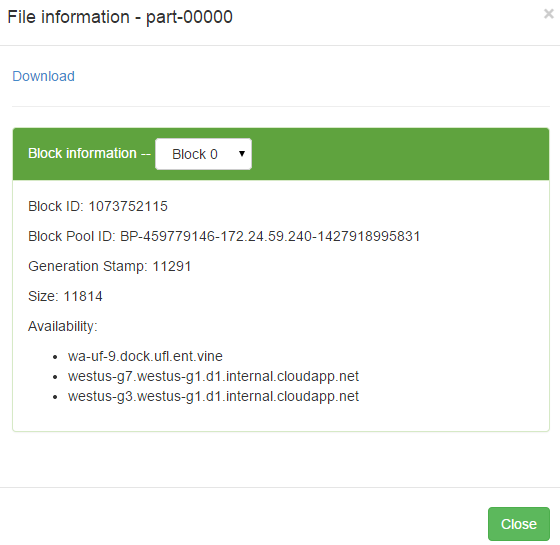 File information - part-00000
×
Download
Block information -- Block 0
Block ID: 1073752115
Block Pool ID: BP-459779146-172.24.59.240-1427918995831
Generation Stamp: 11291
Size: 11814
Availability:
• wa-uf-9.dock.ufl.ent.vine
• westus-g7.westus-g1.d1.internal.cloudapp.net
• westus-g3.westus-g1.d1.internal.cloudapp.net
Close